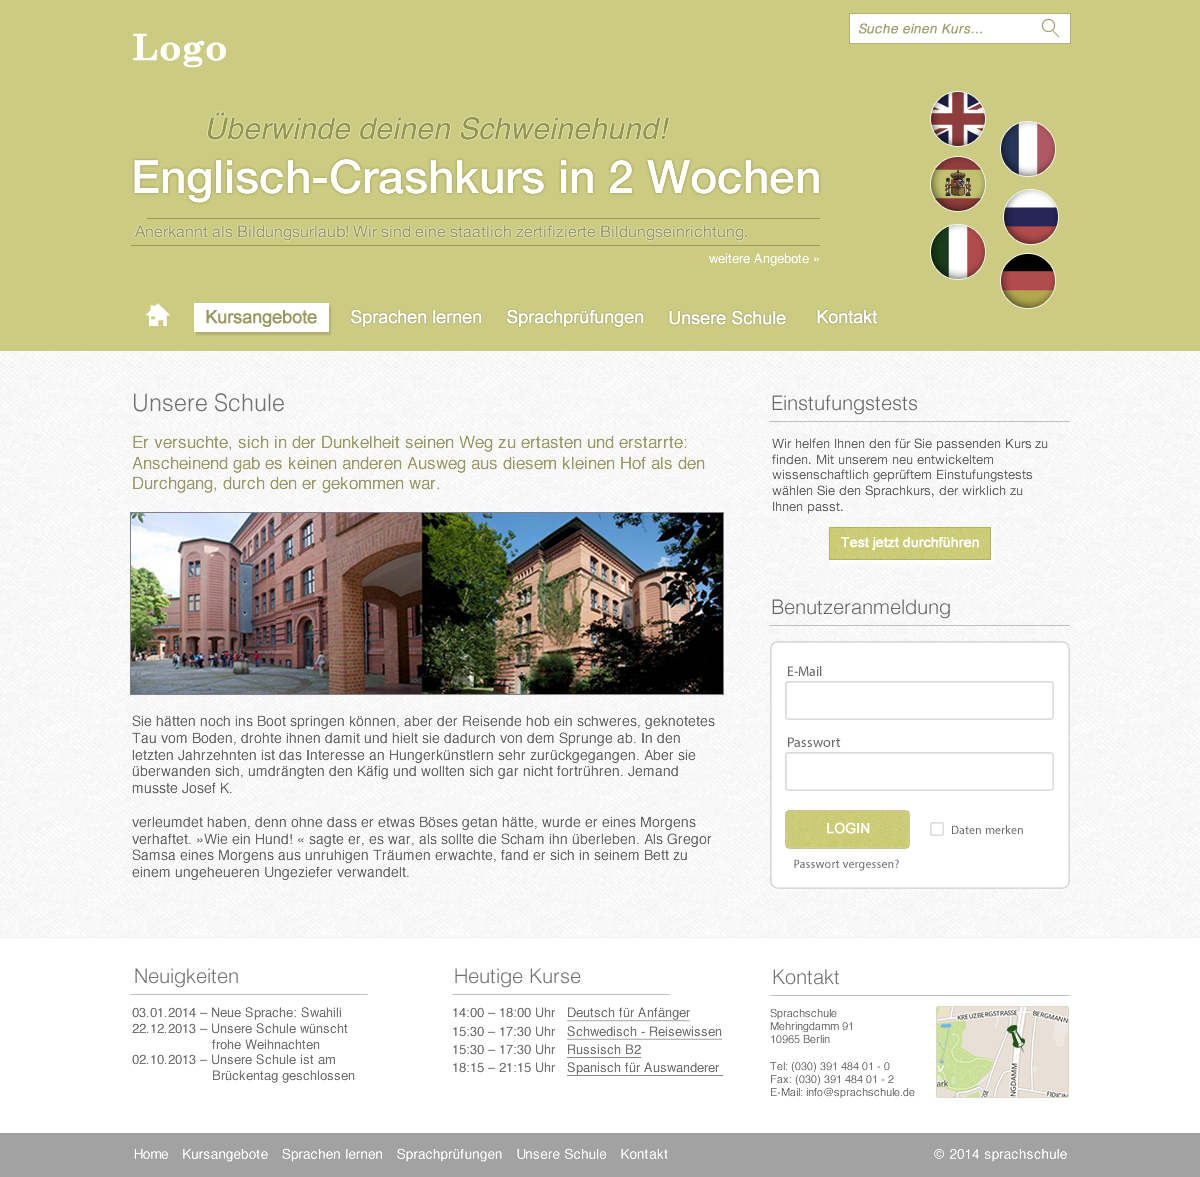 Logo
Suche einen Kurs...
Überwinde deinen Schweinehund!
Englisch-Crashkurs in 2 Wochen
Anerkannt als Bildungsurlaub! Wir sind eine staatlich zertifizierte Bildungseinrichtung.
weitere Angebote »
Kursangebote Sprachen lernen Sprachprüfungen Unsere Schule Kontakt
Unsere Schule
Er versuchte, sich in der Dunkelheit seinen Weg zu ertasten und erstarrte:
Anscheinend gab es keinen anderen Ausweg aus diesem kleinen Hof als den
Durchgang, durch den er gekommen war.
Sie hätten noch ins Boot springen können, aber der Reisende hob ein schweres, geknotetes
Tau vom Boden, drohte ihnen damit und hielt sie dadurch von dem Sprunge ab. In den
letzten Jahrzehnten ist das Interesse an Hungerkünstlern sehr zurückgegangen. Aber sie
überwanden sich, umdrängten den Käfig und wollten sich gar nicht fortrühren. Jemand
musste Josef K.
verleumdet haben, denn ohne dass er etwas Böses getan hätte, wurde er eines Morgens
verhaftet. »Wie ein Hund! « sagte er, es war, als sollte die Scham ihn überleben. Als Gregor
Samsa eines Morgens aus unruhigen Träumen erwachte, fand er sich in seinem Bett zu
einem ungeheueren Ungeziefer verwandelt.
Einstufungstests
Wir helfen Ihnen den für Sie passenden Kurs zu
finden. Mit unserem neu entwickeltem
wissenschaftlich geprüftem Einstufungstests
wählen Sie den Sprachkurs, der wirklich zu
Ihnen passt.
Test jetzt durchführen
Benutzeranmeldung
E-Mail
Passwort
LOGIN
Daten merken
Passwort vergessen?
Neuigkeiten
03.01.2014 – Neue Sprache: Swahili
22.12.2013 – Unsere Schule wünscht
frohe Weihnachten
02.10.2013 – Unsere Schule ist am
Brückentag geschlossen
Heutige Kurse
14:00 – 18:00 Uhr Deutsch für Anfänger
15:30 – 17:30 Uhr Schwedisch - Reisewissen
15:30 – 17:30 Uhr Russisch B2
18:15 – 21:15 Uhr Spanisch für Auswanderer
Kontakt
Sprachschule
Mehringdamm 91
10965 Berlin
Tel: (030) 391 484 01 - 0
Fax: (030) 391 484 01 - 2
E-Mail: info@sprachschule.de
KREUZBERGSTRASSE
BERGMANN
ark
NGDAMM
FIDICIN
Home Kursangebote Sprachen lernen Sprachprüfungen Unsere Schule Kontakt
© 2014 sprachschule